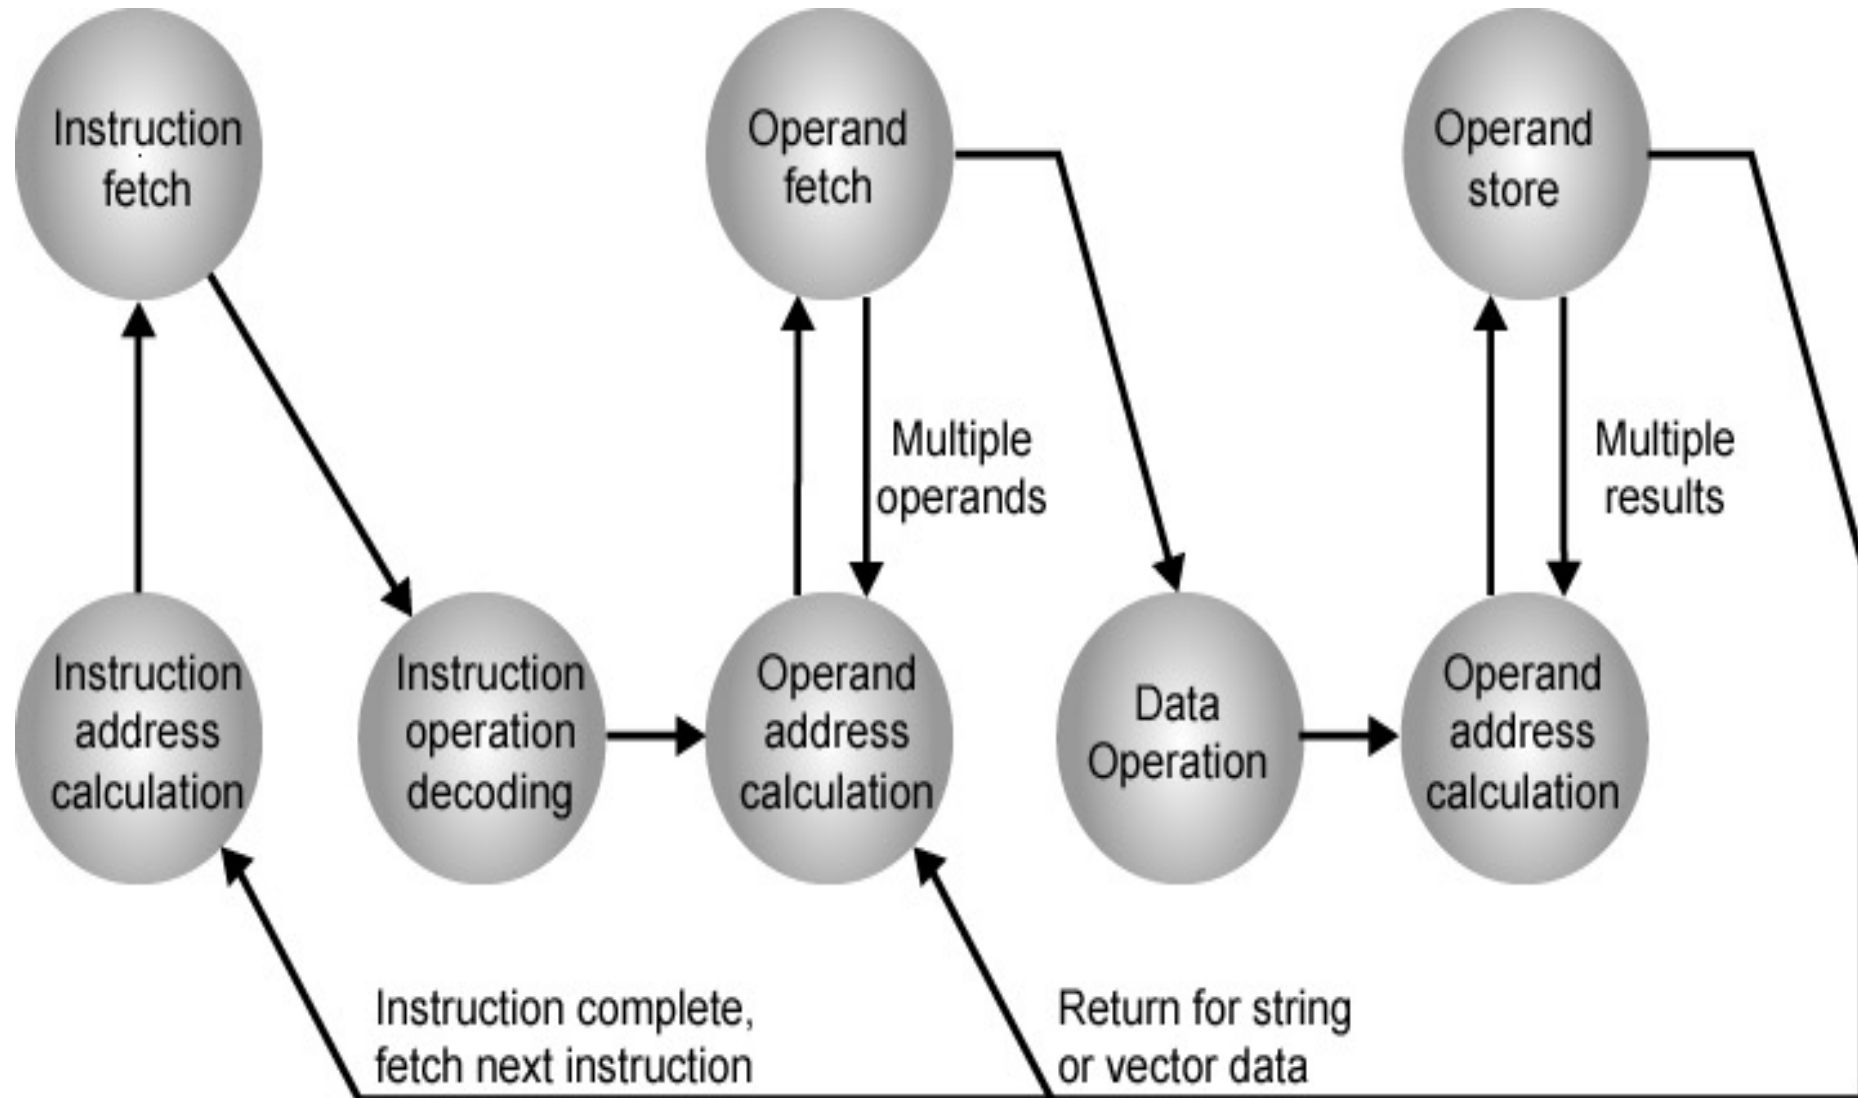 Instruction
fetch
Operand
fetch
Operand
store
Multiple
operands
Multiple
results
Instruction
address
calculation
Instruction
operation
decoding
Operand
address
calculation
Data
Operation
Operand
address
calculation
Instruction complete,
fetch next instruction
Return for string
or vector data